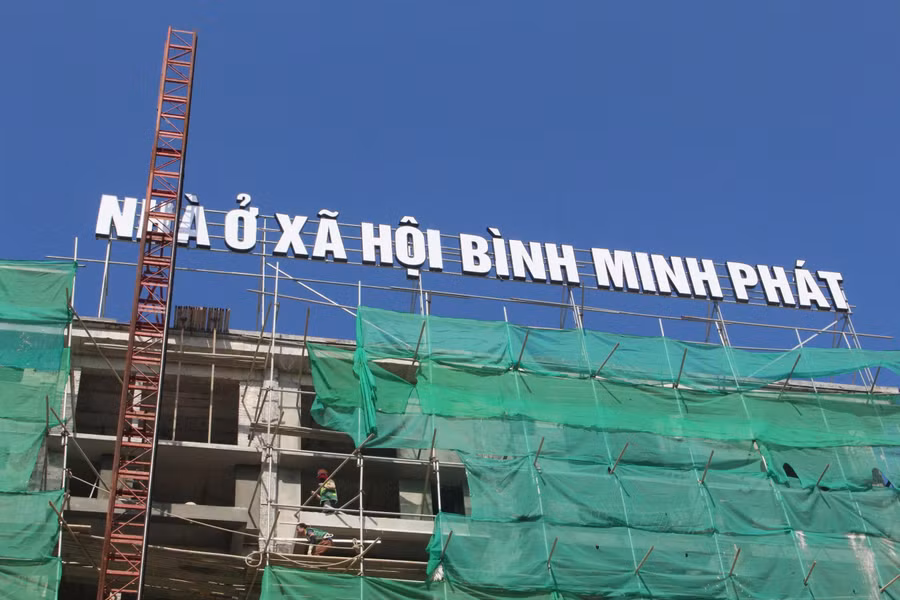 NHÀ Ở XÃ HỘI BÌNH MINH PHÁT